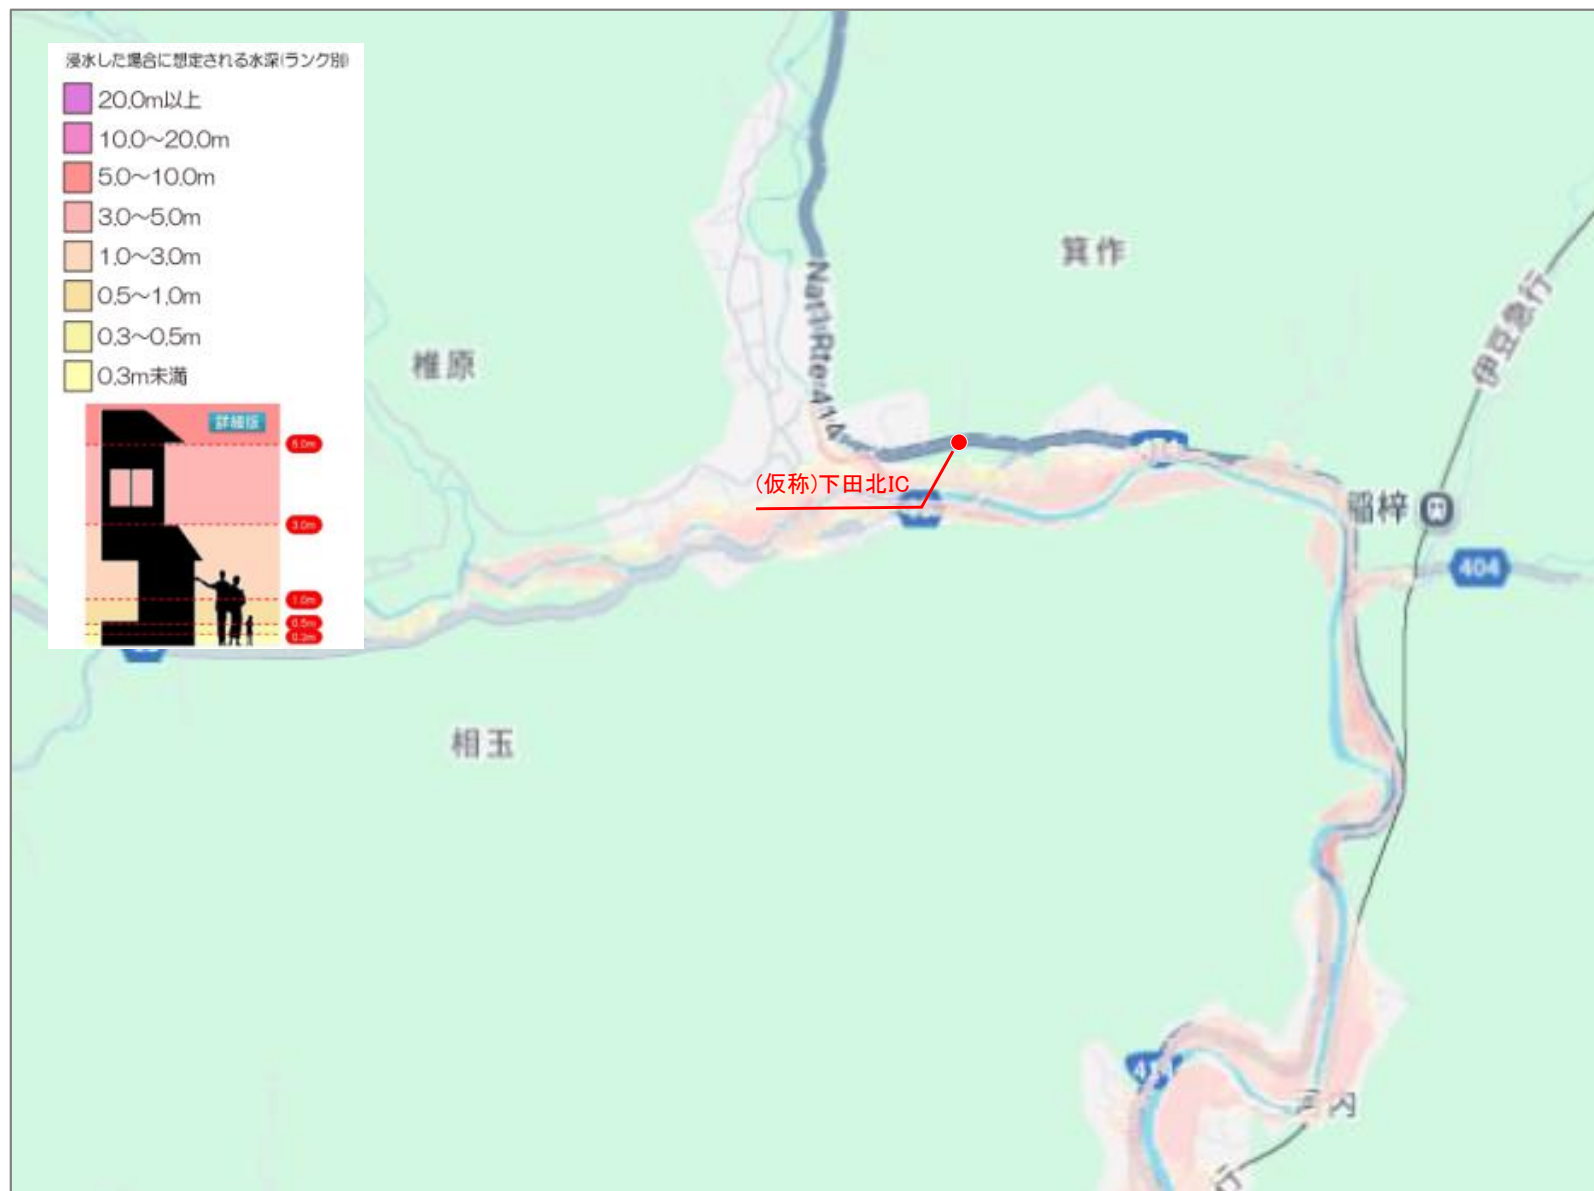 浸水した場合に想定される水深(ランク別)
20.0m以上
10.0～20.0m
5.0～10.0m
3.0～5.0m
1.0～3.0m
0.5～1.0m
0.3～0.5m
0.3m未満
詳細版
5.0m
3.0m
1.0m
0.5m
0.3m
箕作
椎原
Nat'l Rte 414
伊豆急行
(仮称)下田北IC
稲梓
404
相玉
414